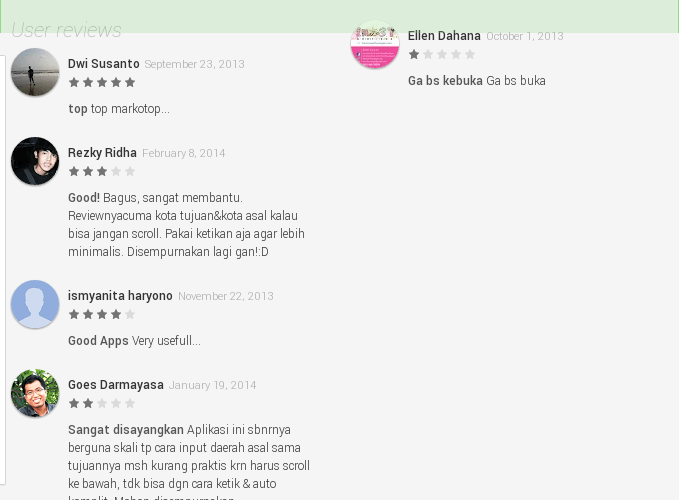 User reviews
Dwi Susanto September 23, 2013
top top markotop...
Rezky Ridha February 8, 2014
Good! Bagus, sangat membantu.
Reviewnyacuma kota tujuan&kota asal kalau
bisa jangan scroll. Pakai ketikan aja agar lebih
minimalis. Disempurnakan lagi gan!:D
ismyanita haryono November 22, 2013
Good Apps Very usefull...
Goes Darmayasa January 19, 2014
Sangat disayangkan Aplikasi ini sbnrnya
berguna skali tp cara input daerah asal sama
tujuannya msh kurang praktis krn harus scroll
ke bawah, tdk bisa dgn cara ketik & auto
komplit. Mohon disempurnakan
Ellen Dahana October 1, 2013
Ga bs kebuka Ga bs buka